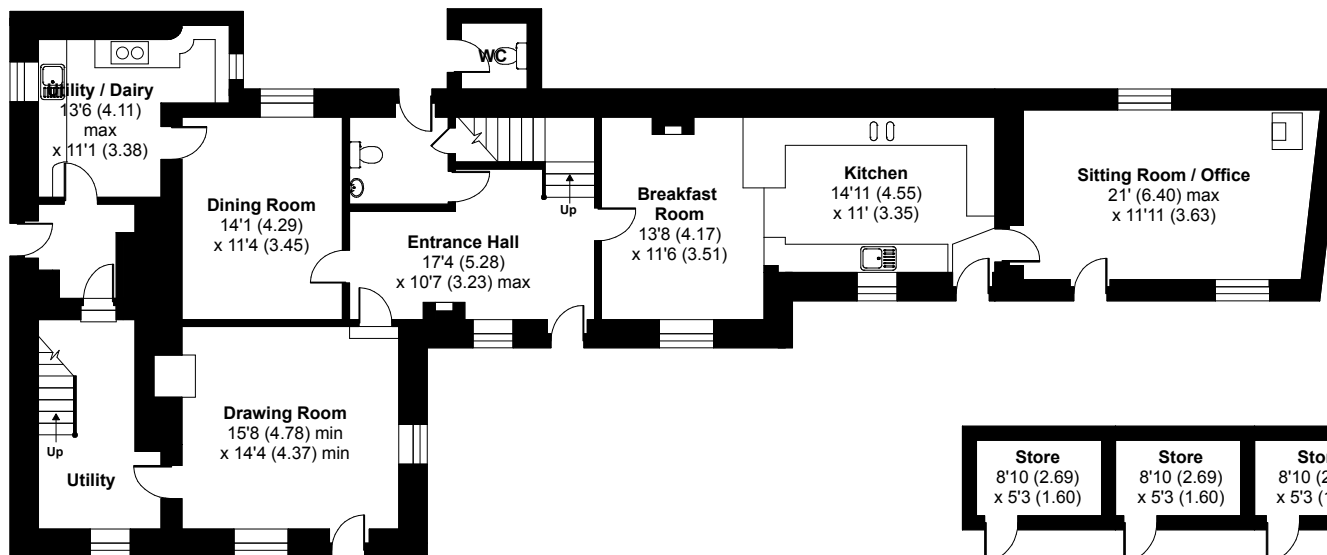 WC
Utility / Dairy
13'6 (4.11)
max
x 11'1 (3.38)
Dining Room
14'1 (4.29)
x 11'4 (3.45)
Up
Entrance Hall
17'4 (5.28)
x 10'7 (3.23) max
Breakfast
Room
13'8 (4.17)
x 11'6 (3.51)
Kitchen
14'11 (4.55)
x 11' (3.35)
Sitting Room / Office
21' (6.40) max
x 11'11 (3.63)
Drawing Room
15'8 (4.78) min
x 14'4 (4.37) min
Up
Utility
Store
8'10 (2.69)
x 5'3 (1.60)
Store
8'10 (2.69)
x 5'3 (1.60)
8'10
x 5'3